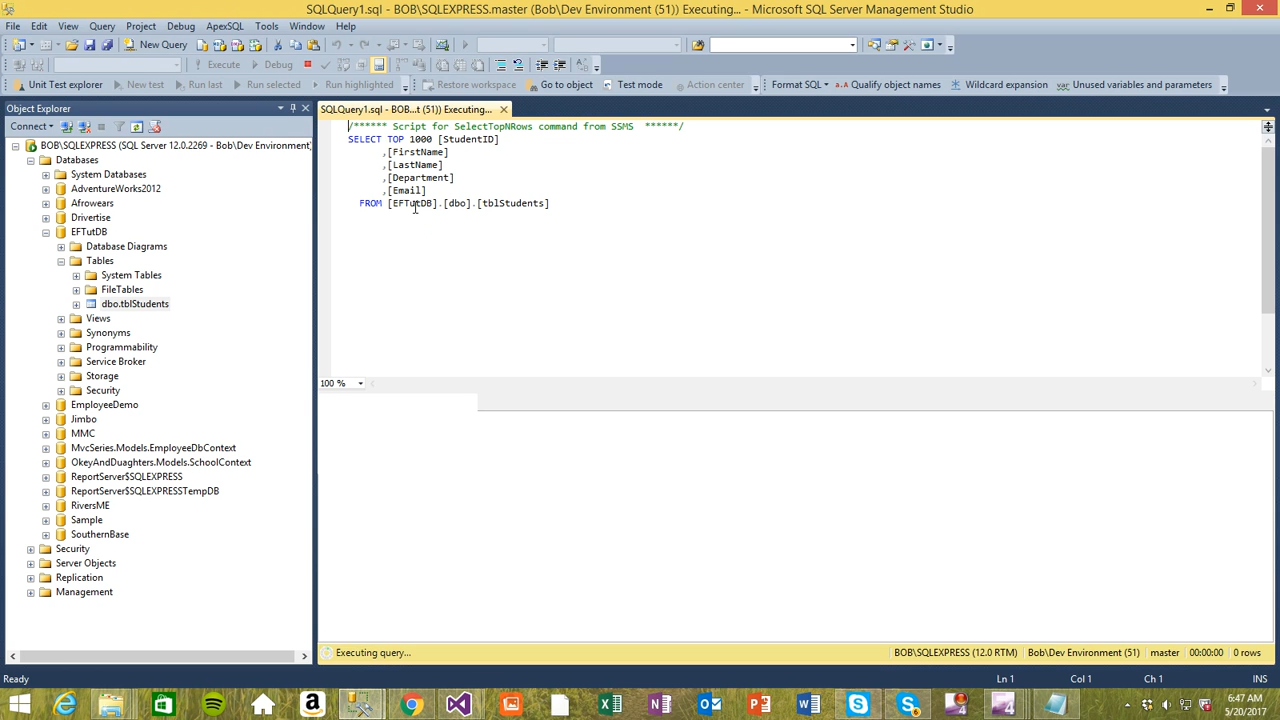 SQLQuery1.sql - BOB\SQLEXPRESS.master (Bob\Dev Environment (51)) Executing... - Microsoft SQL Server Management Studio
File Edit View Query Project Debug ApexSQL Tools Window Help
New Query
Execute Debug
Unit Test explorer New test Run last Run selected Run highlighted Restore workspace Go to object Test mode Action center Format SQL Qualify object names Wildcard expansion Unused variables and parameters
Object Explorer
Connect
BOB\SQLEXPRESS (SQL Server 12.0.2269 - Bob\Dev Environment)
Databases
System Databases
AdventureWorks2012
Afrowears
Drivertise
EFTutDB
Database Diagrams
Tables
System Tables
FileTables
dbo.tblStudents
Views
Synonyms
Programmability
Service Broker
Storage
Security
EmployeeDemo
Jimbo
MMC
MvcSeries.Models.EmployeeDbContext
OkeyAndDuaghters.Models.SchoolContext
ReportServer$SQLEXPRESS
ReportServer$SQLEXPRESSTempDB
RiversME
Sample
SouthernBase
Security
Server Objects
Replication
Management
SQLQuery1.sql - BOB...t (51)) Executing...
/****** Script for SelectTopNRows command from SSMS ******/
SELECT TOP 1000 [StudentID]
,[FirstName]
,[LastName]
,[Department]
,[Email]
FROM [EFTutDB].[dbo].[tblStudents]
100 %
Executing query... BOB\SQLEXPRESS (12.0 RTM) Bob\Dev Environment (51) master 00:00:00 0 rows
Ready Ln 1 Col 1 Ch 1 INS
6:47 AM
5/20/2017